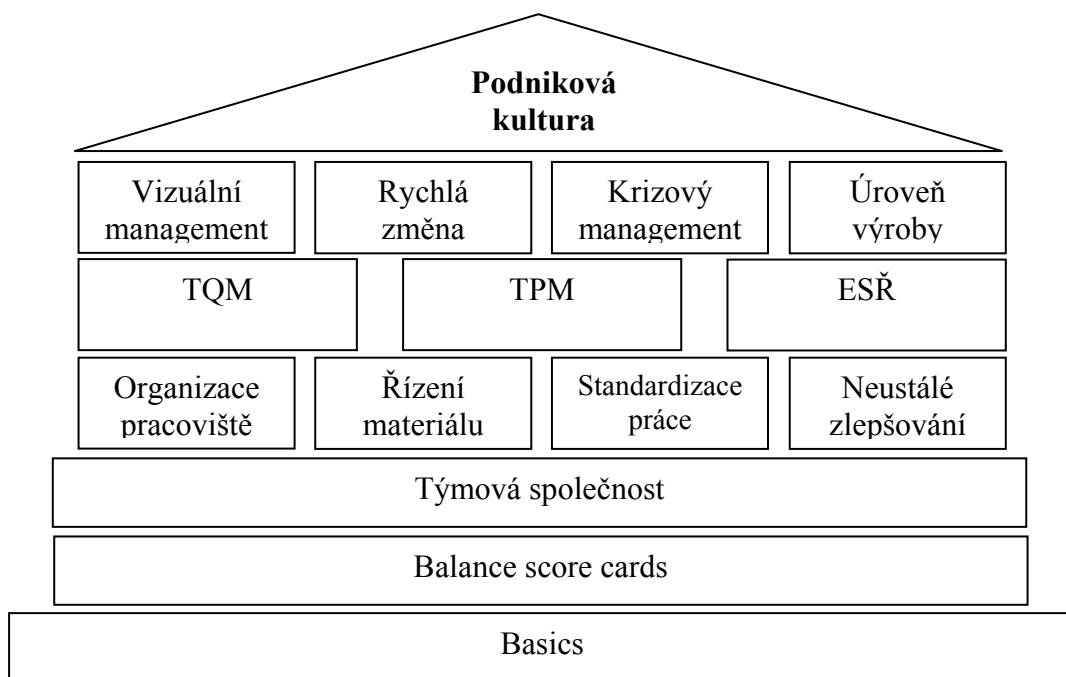 Podniková
kultura
Vizuální
management
Rychlá
změna
Krizový
management
Úroveň
výroby
TQM
TPM
ESŘ
Organizace
pracoviště
Řízení
materiálu
Standardizace
práce
Neustálé
zlepšování
Týmová společnost
Balance score cards
Basics